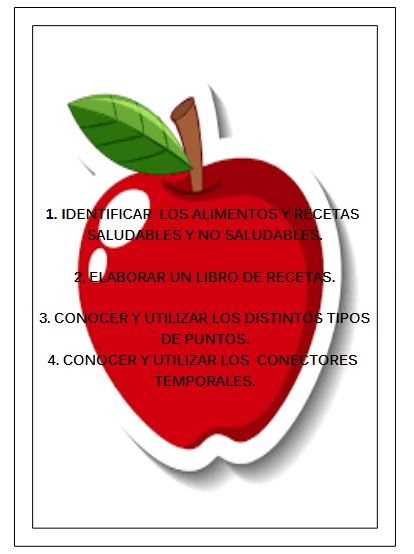 1. IDENTIFICAR LOS ALIMENTOS Y RECETAS
SALUDABLES Y NO SALUDABLES.
2. ELABORAR UN LIBRO DE RECETAS.
3. CONOCER Y UTILIZAR LOS DISTINTOS TIPOS
DE PUNTOS.
4. CONOCER Y UTILIZAR LOS CONECTORES
TEMPORALES.